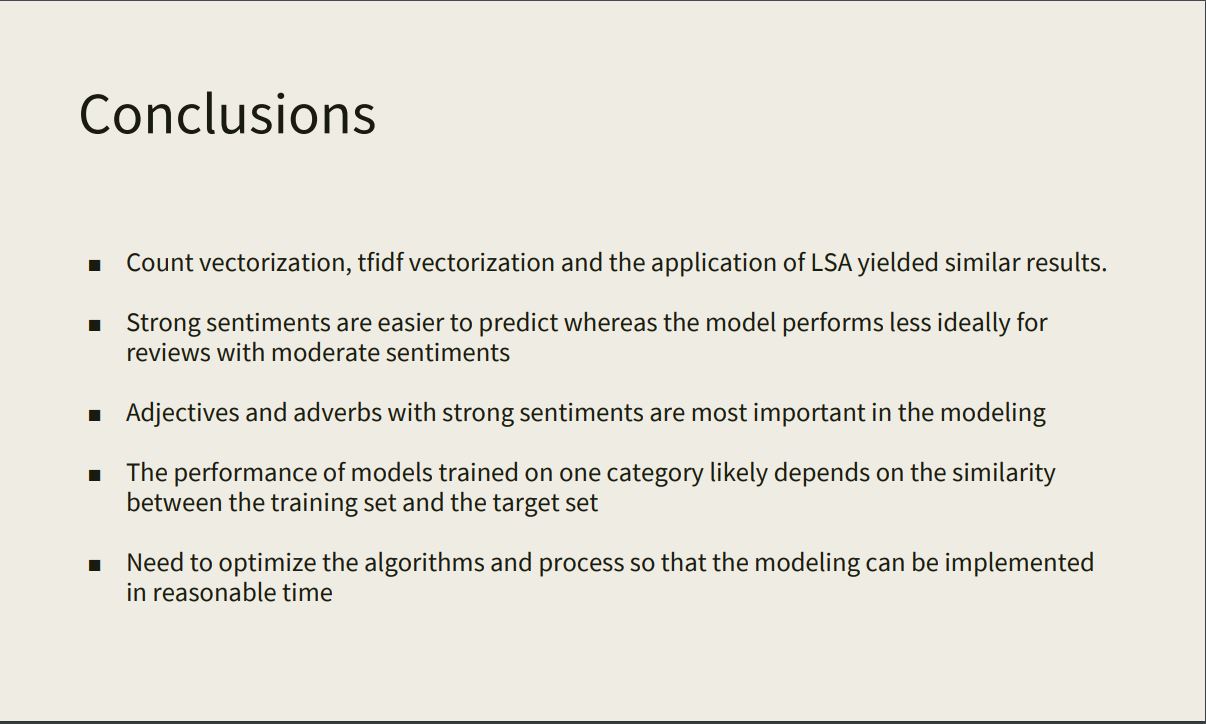 Conclusions
▪ Count vectorization, tfidf vectorization and the application of LSA yielded similar results.
▪ Strong sentiments are easier to predict whereas the model performs less ideally for
reviews with moderate sentiments
▪ Adjectives and adverbs with strong sentiments are most important in the modeling
▪ The performance of models trained on one category likely depends on the similarity
between the training set and the target set
▪ Need to optimize the algorithms and process so that the modeling can be implemented
in reasonable time